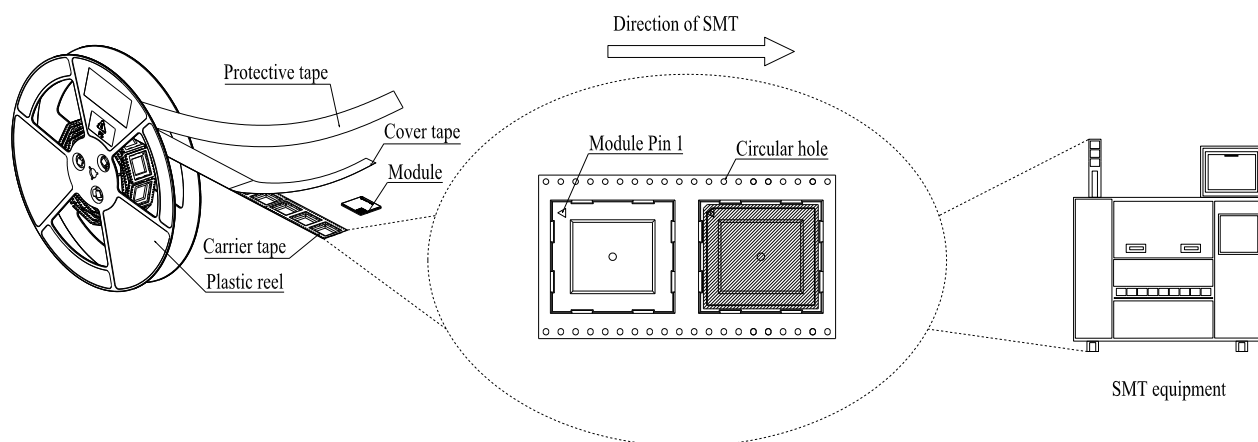 Direction of SMT
Protective tape
Cover tape
Module
Module Pin 1
Circular hole
Carrier tape
Plastic reel
SMT equipment